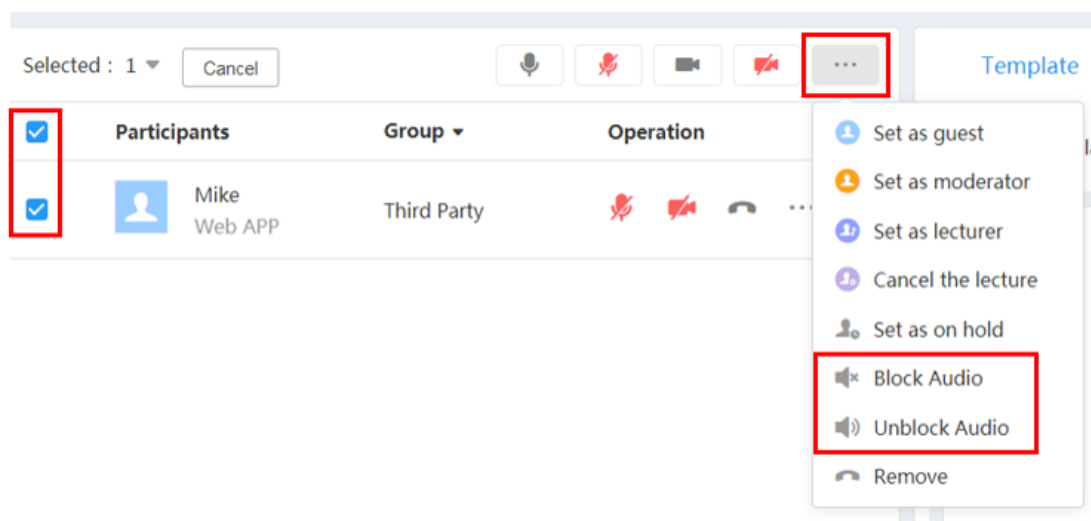 Selected : 1
Cancel
...
Template
Participants
Group
Operation
Mike
Web APP
Third Party
...
Set as guest
Set as moderator
Set as lecturer
Cancel the lecture
Set as on hold
Block Audio
Unblock Audio
Remove